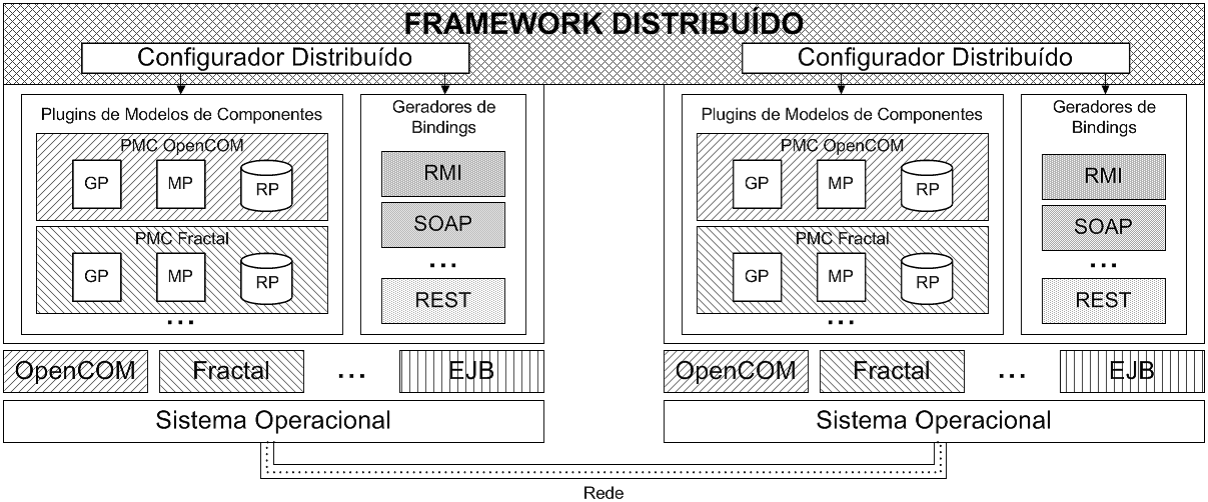 FRAMEWORK DISTRIBUÍDO
Configurador Distribuído
Plugins de Modelos de Componentes
PMC OpenCOM
GP MP RP
PMC Fractal
GP MP RP
...
Geradores de
Bindings
RMI
SOAP
...
REST
OpenCOM Fractal ... EJB
Sistema Operacional
Configurador Distribuído
Plugins de Modelos de Componentes
PMC OpenCOM
GP MP RP
PMC Fractal
GP MP RP
...
Geradores de
Bindings
RMI
SOAP
...
REST
OpenCOM Fractal ... EJB
Sistema Operacional
Rede